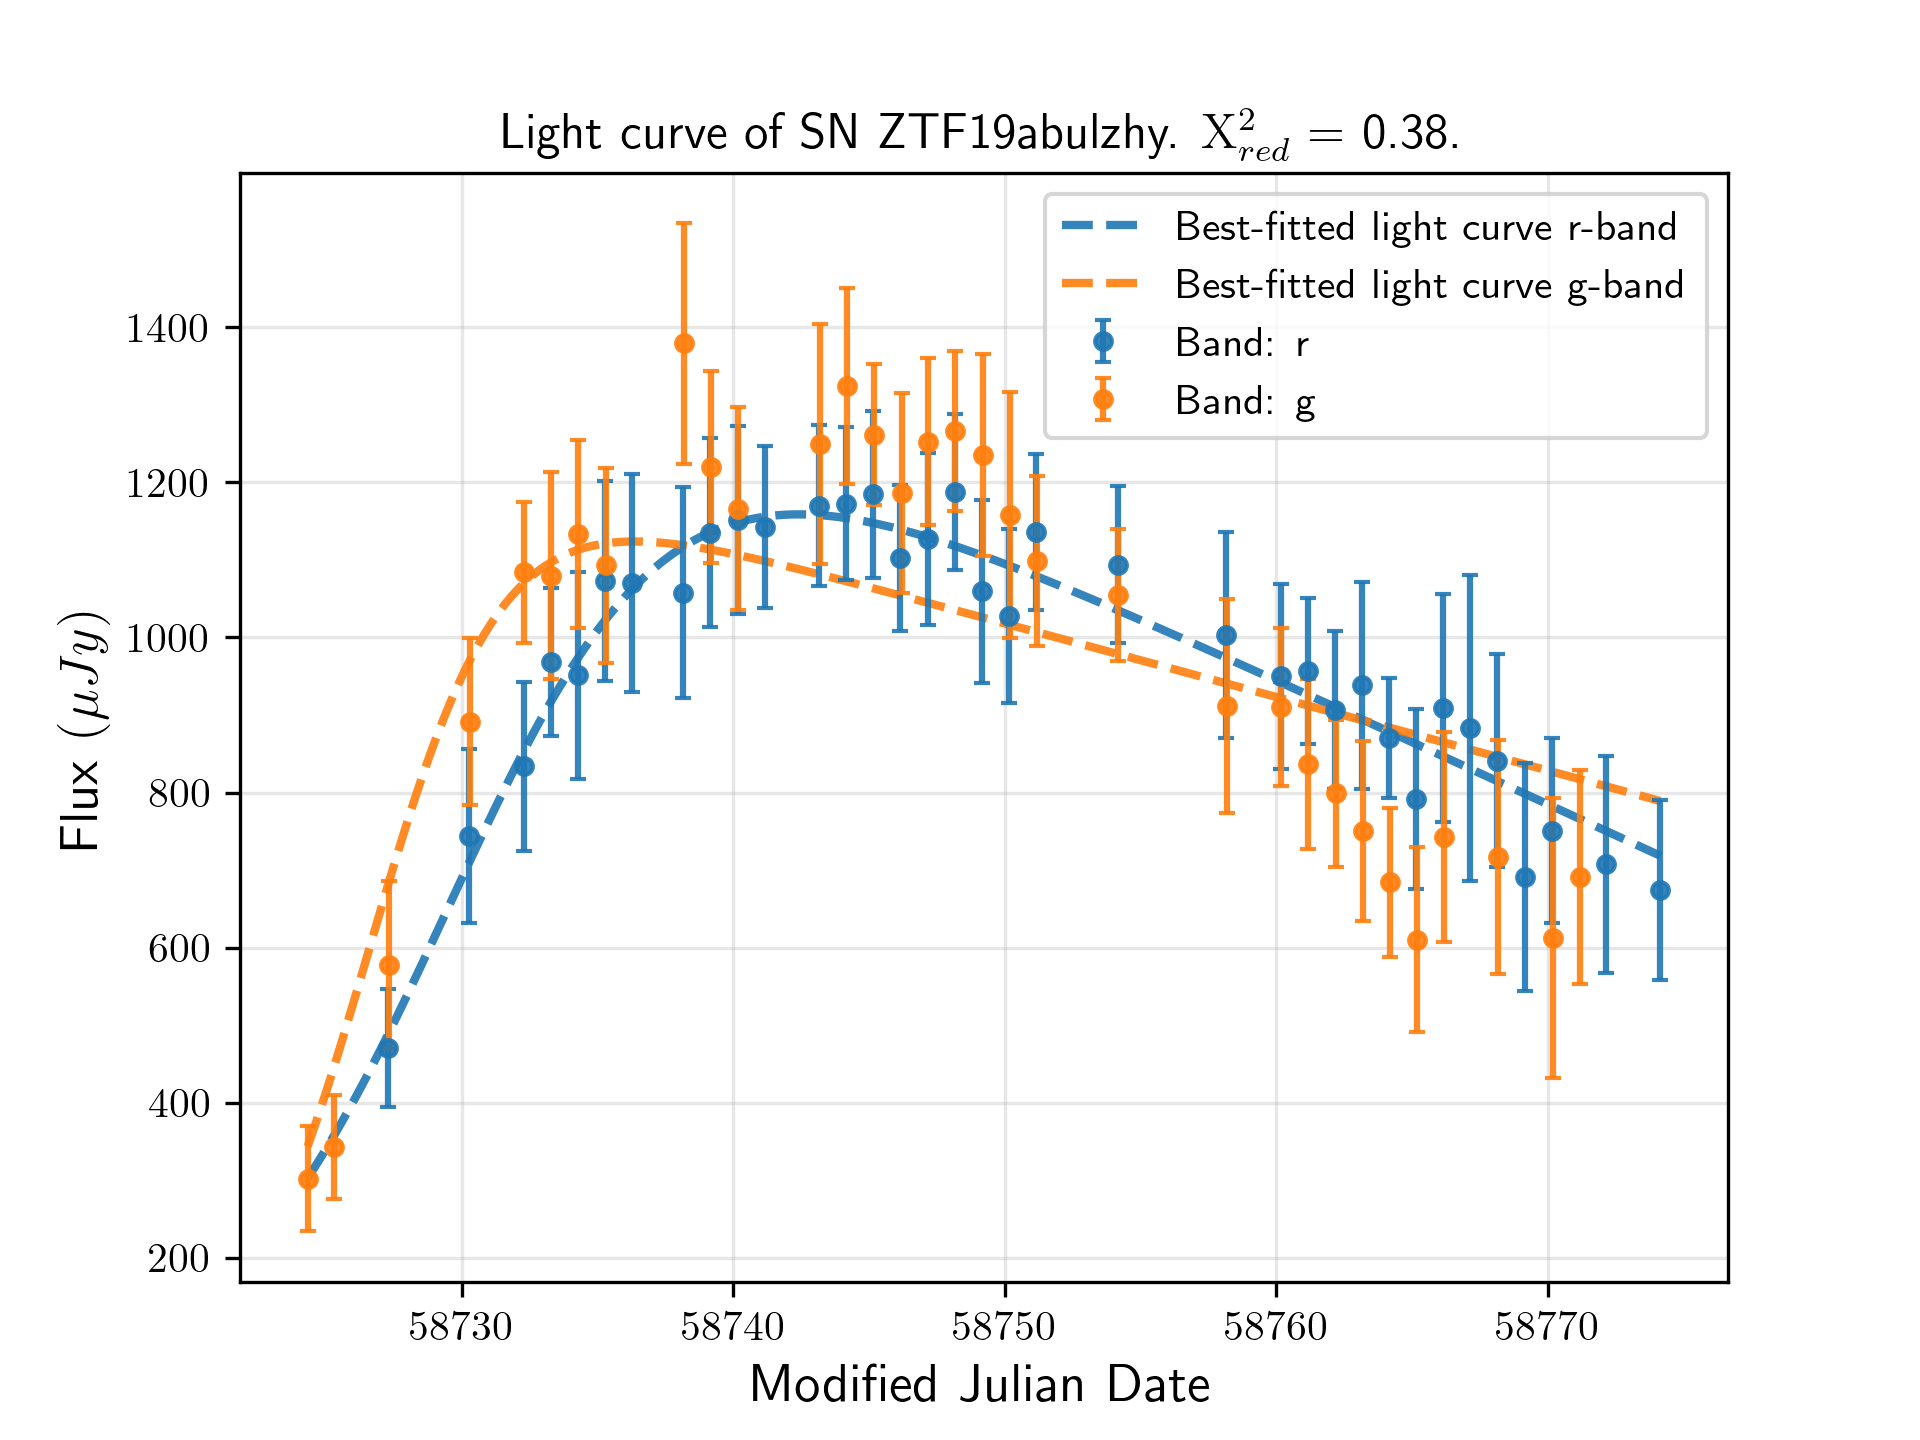 Light curve of SN ZTF19abulzhy. X²_red = 0.38.
Best-fitted light curve r-band
Best-fitted light curve g-band
Band: r
Band: g
Flux (μJy)
1400
1200
1000
800
600
400
200
58730 58740 58750 58760 58770
Modified Julian Date